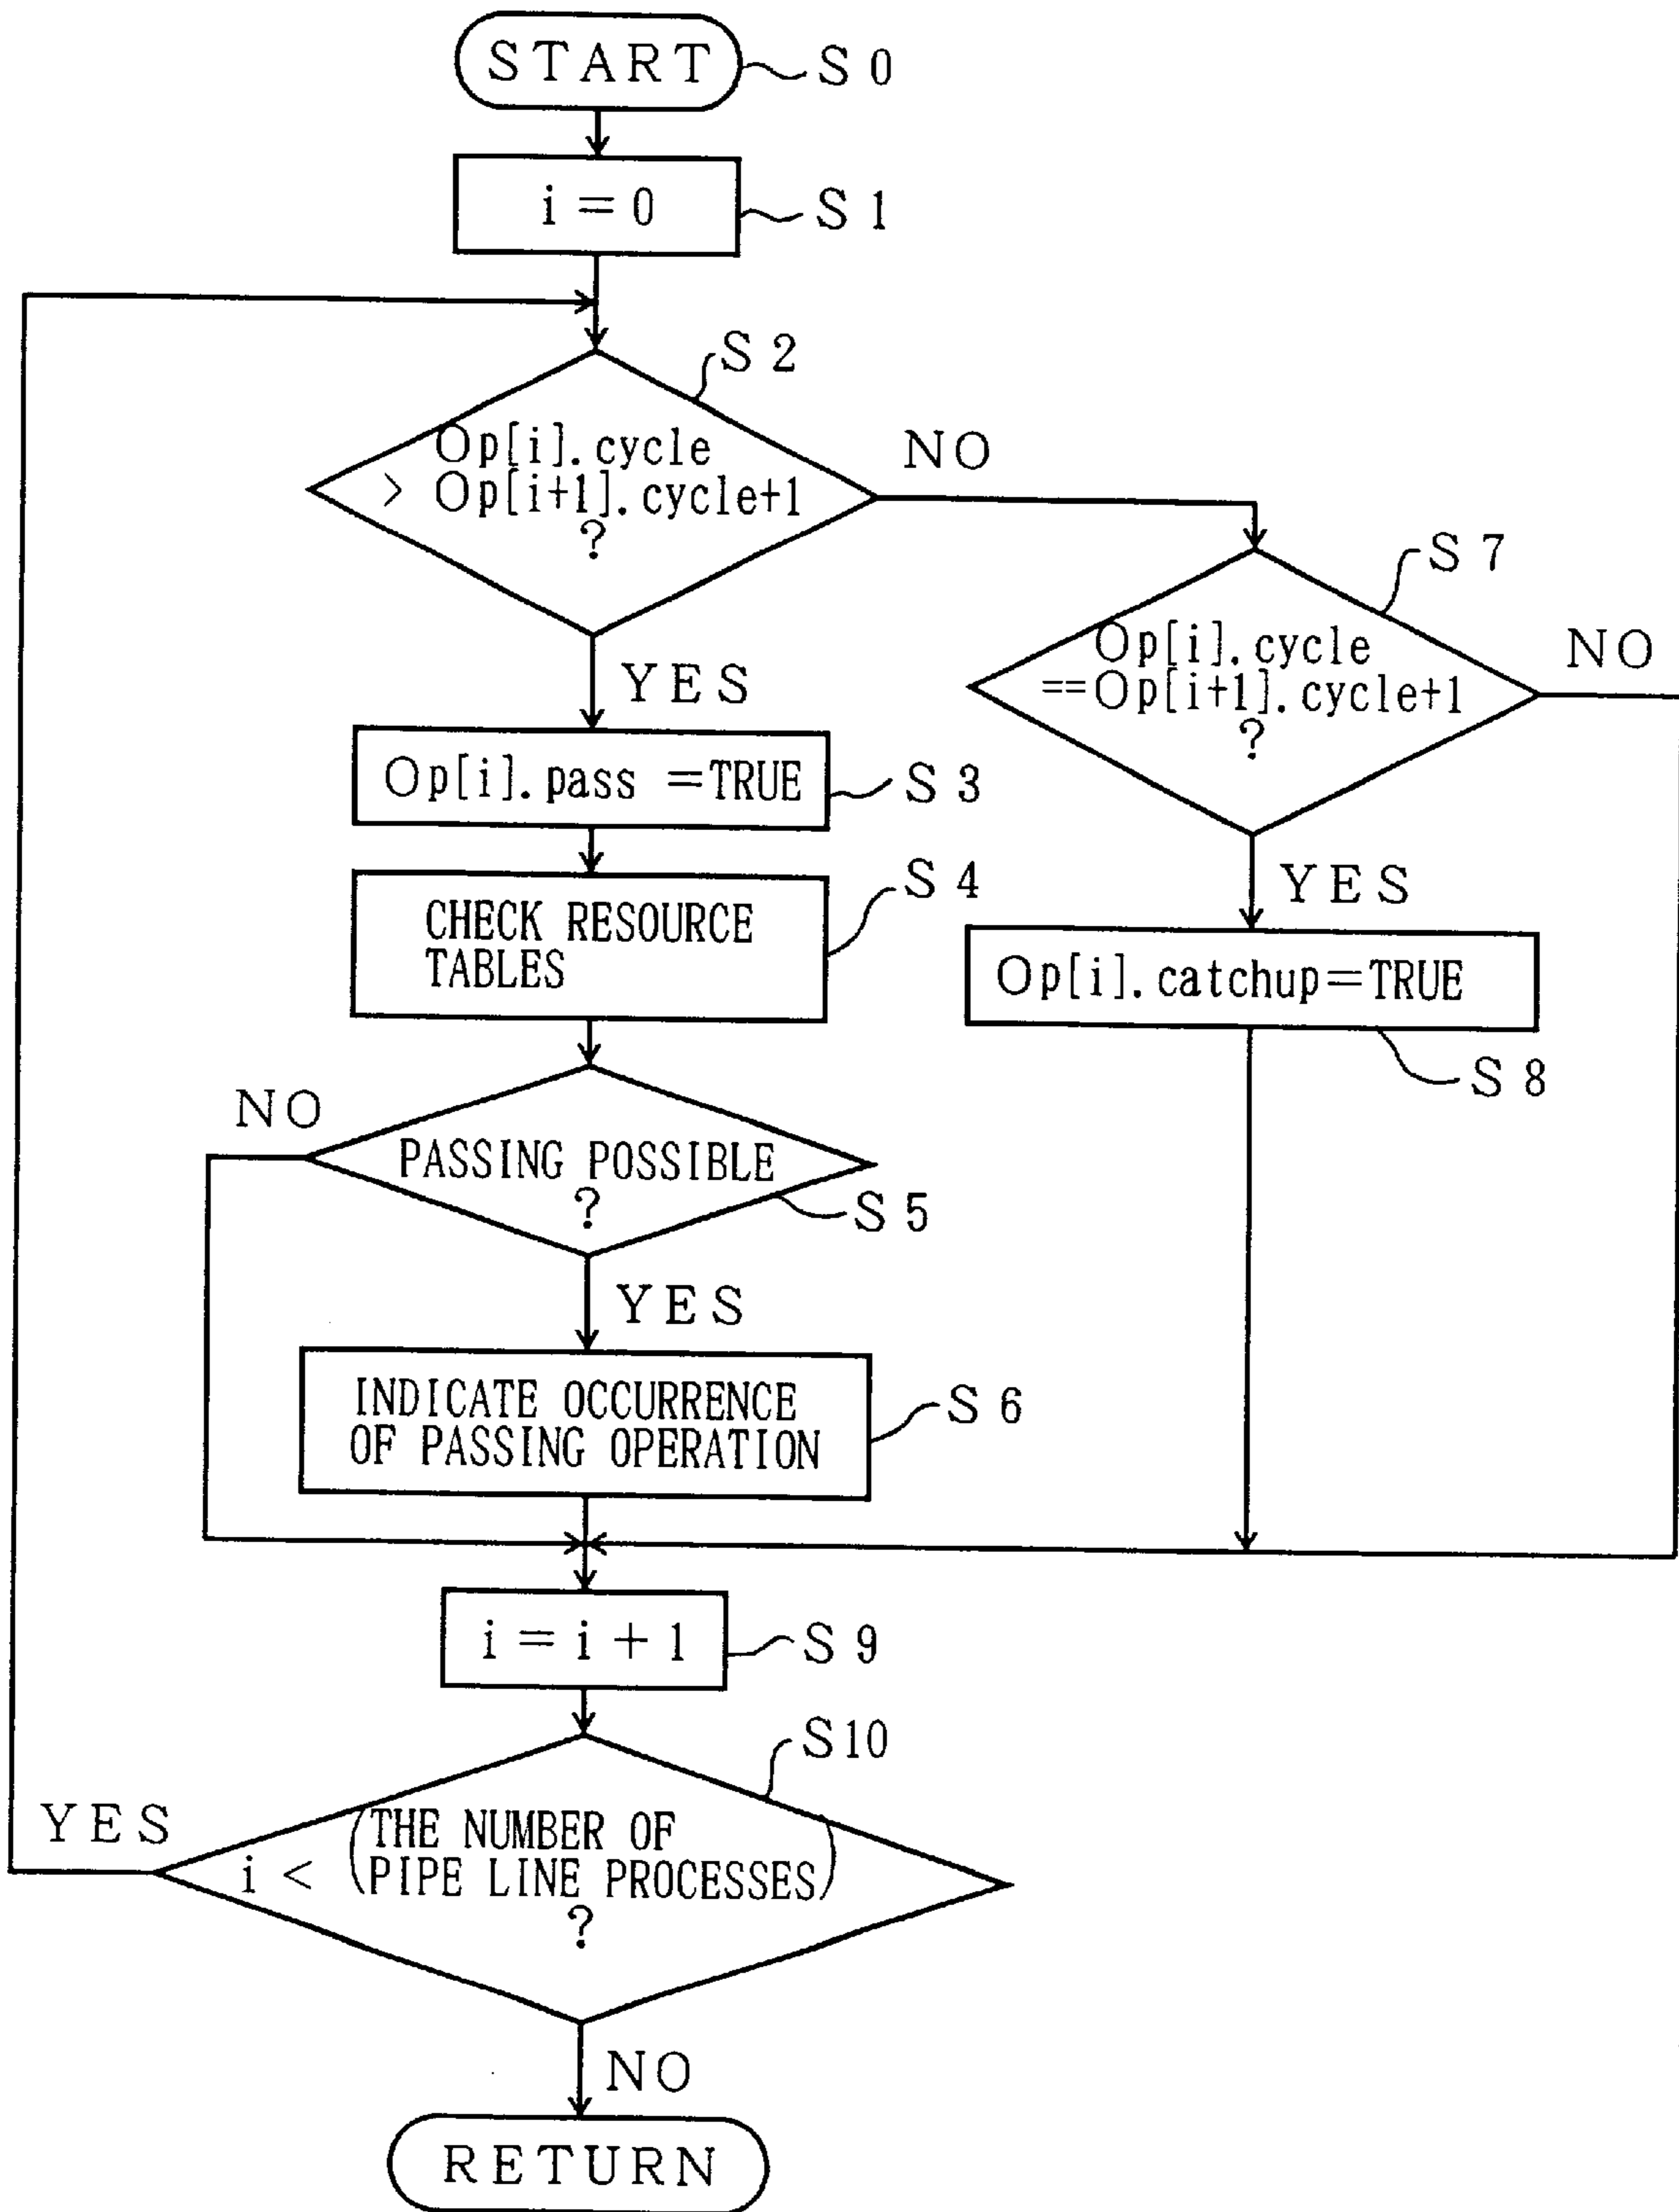 START
S0
i = 0
S1
S2
Op[i].cycle
> Op[i+1].cycle+1
?
NO
YES
S7
Op[i].cycle
==Op[i+1].cycle+1
?
NO
YES
Op[i].pass =TRUE
S3
CHECK RESOURCE
TABLES
S4
Op[i].catchup=TRUE
S8
PASSING POSSIBLE
?
S5
NO
YES
INDICATE OCCURRENCE
OF PASSING OPERATION
S6
i = i + 1
S9
S10
i < (THE NUMBER OF
PIPE LINE PROCESSES)
?
YES
NO
RETURN